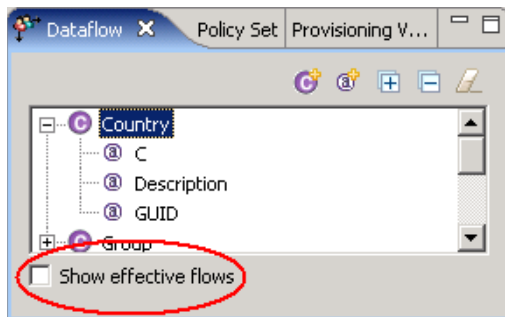 Dataflow Policy Set Provisioning V...
Country
C
Description
GUID
Group
Show effective flows